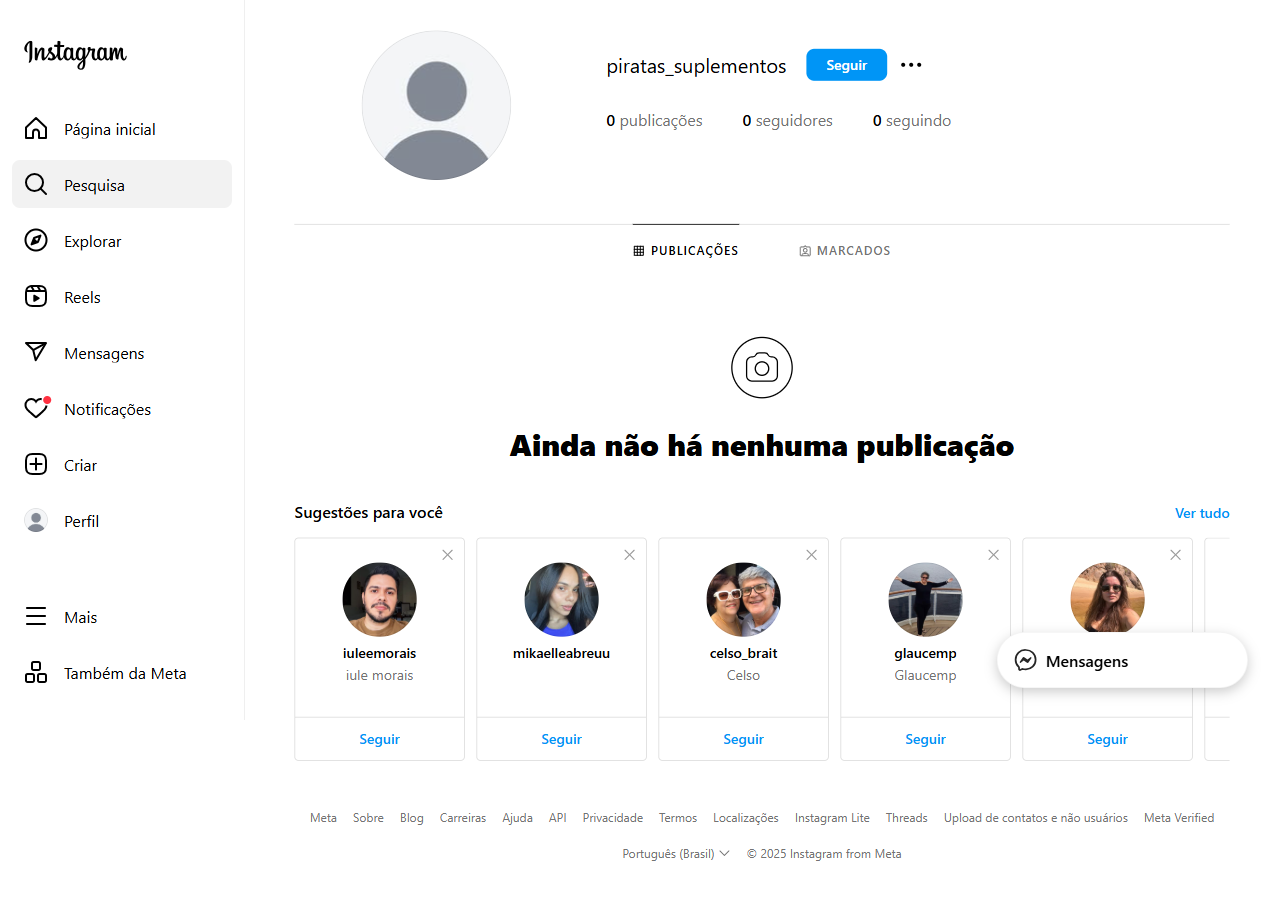 Instagram
Página inicial
Pesquisa
Explorar
Reels
Mensagens
Notificações
Criar
Perfil
Mais
Também da Meta
piratas_suplementos Seguir
0 publicações 0 seguidores 0 seguindo
PUBLICAÇÕES MARCADOS
Ainda não há nenhuma publicação
Sugestões para você Ver tudo
iuleemorais
iule morais
Seguir
mikaelleabreuu
Seguir
celso_brait
Celso
Seguir
glaucemp
Glaucemp
Seguir
Seguir
Mensagens
Meta Sobre Blog Carreiras Ajuda API Privacidade Termos Localizações Instagram Lite Threads Upload de contatos e não usuários Meta Verified
Português (Brasil) © 2025 Instagram from Meta